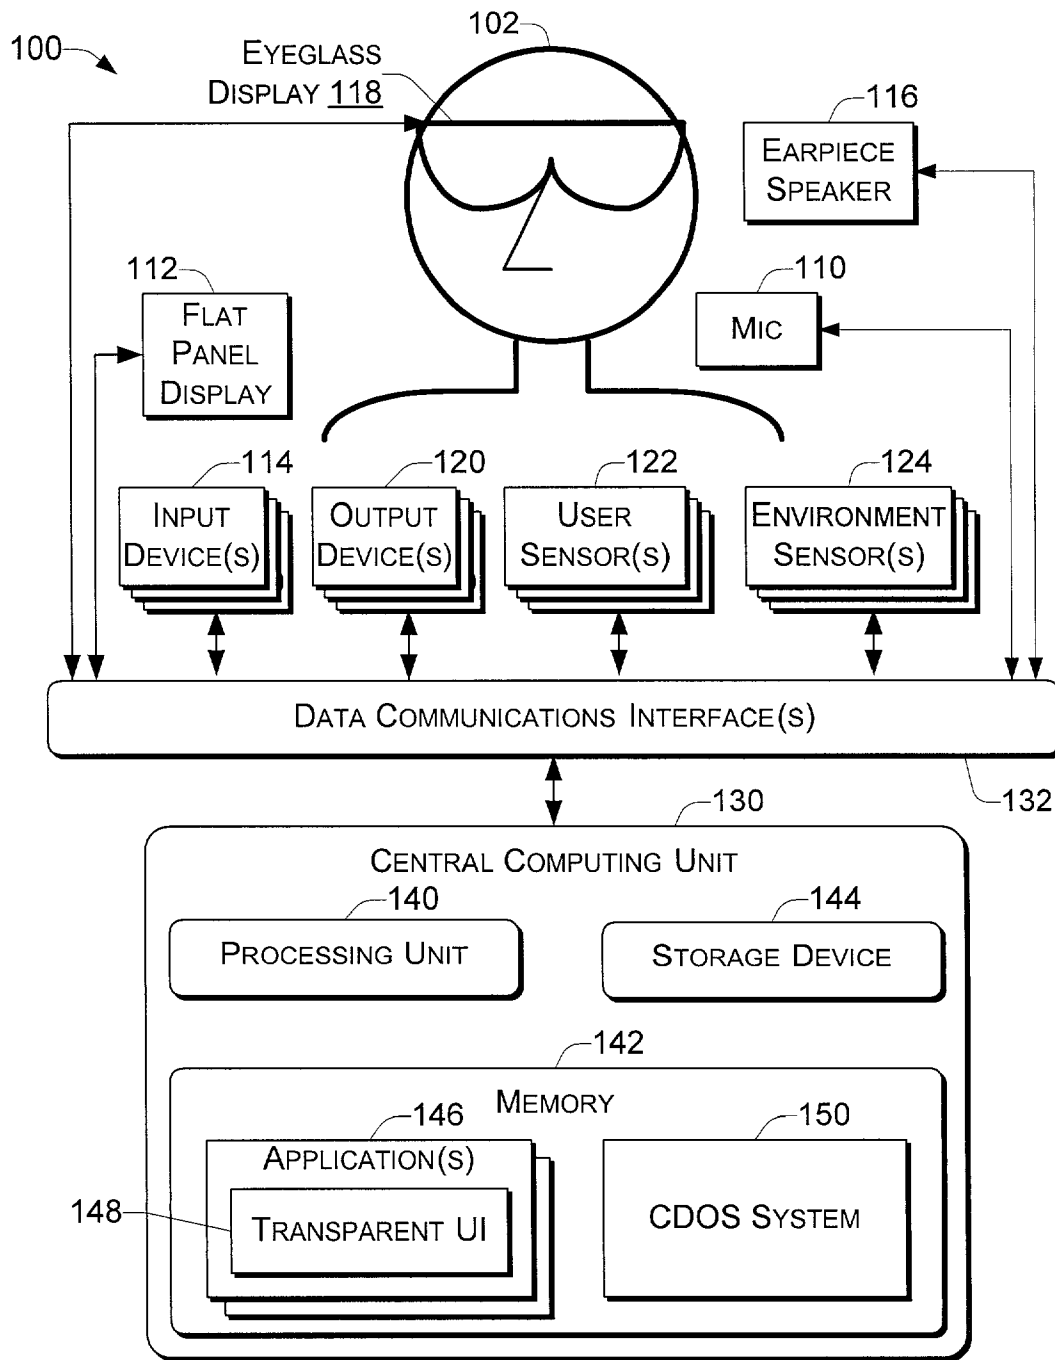 100
102
EYEGLASS
DISPLAY 118
116
EARPIECE
SPEAKER
112
FLAT
PANEL
DISPLAY
110
MIC
114
INPUT
DEVICE(S)
120
OUTPUT
DEVICE(S)
122
USER
SENSOR(S)
124
ENVIRONMENT
SENSOR(S)
DATA COMMUNICATIONS INTERFACE(S)
132
130
CENTRAL COMPUTING UNIT
140
PROCESSING UNIT
144
STORAGE DEVICE
142
MEMORY
146
APPLICATION(S)
148
TRANSPARENT UI
150
CDOS SYSTEM